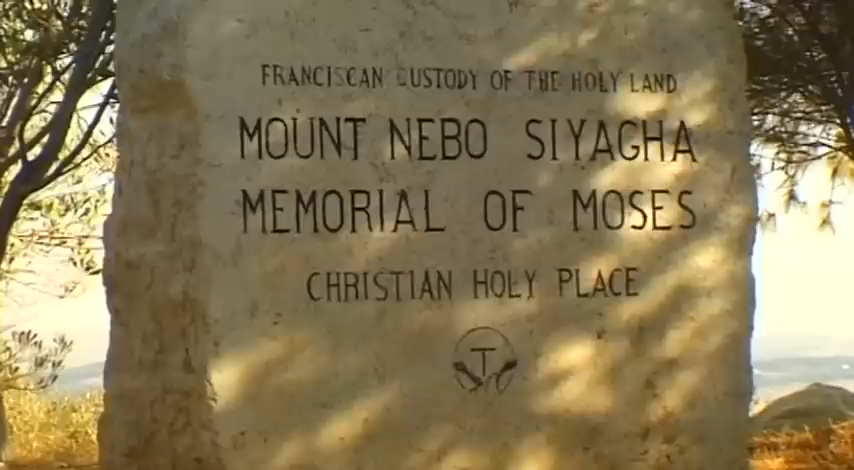 FRANCISCAN CUSTODY OF THE HOLY LAND
MOUNT NEBO SIYAGHA
MEMORIAL OF MOSES
CHRISTIAN HOLY PLACE